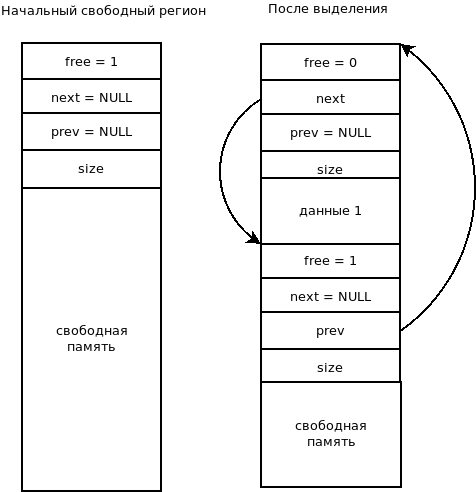 Начальный свободный регион
free = 1
next = NULL
prev = NULL
size
свободная
память
После выделения
free = 0
next
prev = NULL
size
данные 1
free = 1
next = NULL
prev
size
свободная
память